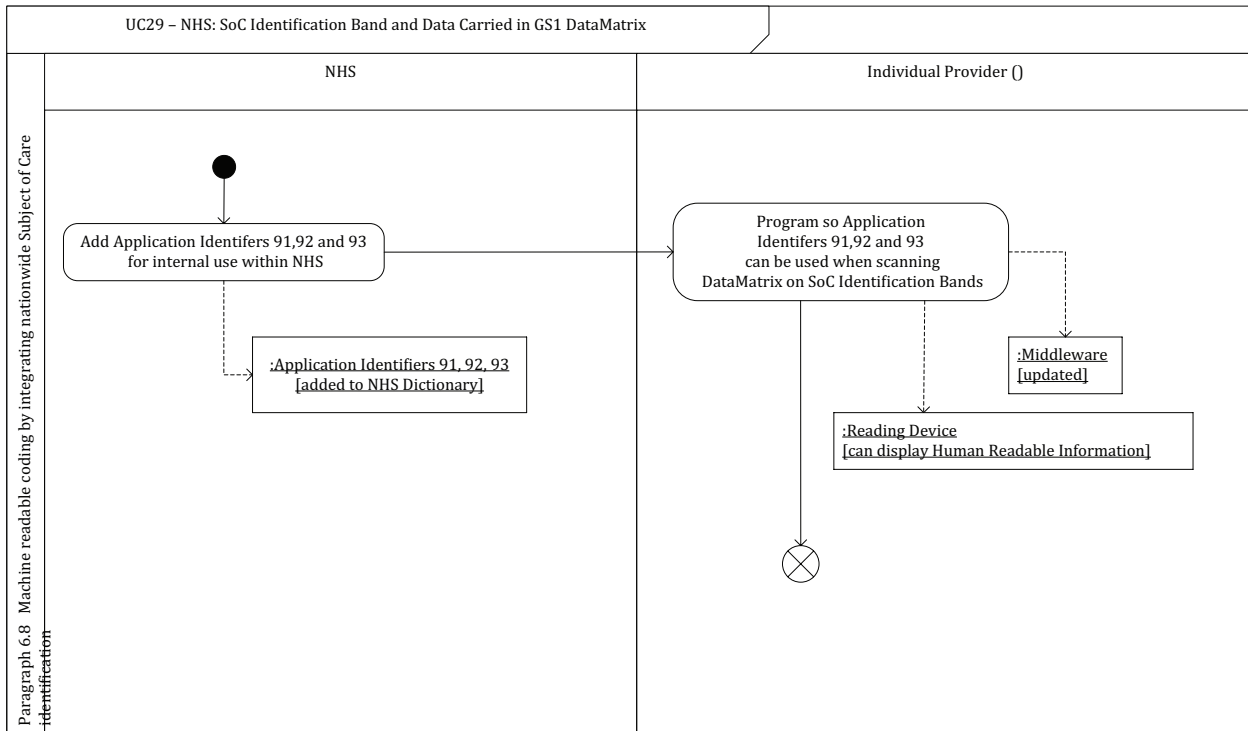 UC29 – NHS: SoC Identification Band and Data Carried in GS1 DataMatrix
NHS
Individual Provider ()
Paragraph 6.8 Machine readable coding by integrating nationwide Subject of Care
identification
Add Application Identifers 91,92 and 93
for internal use within NHS
Program so Application
Identifers 91,92 and 93
can be used when scanning
DataMatrix on SoC Identification Bands
:Application Identifiers 91, 92, 93
[added to NHS Dictionary]
:Middleware
[updated]
:Reading Device
[can display Human Readable Information]